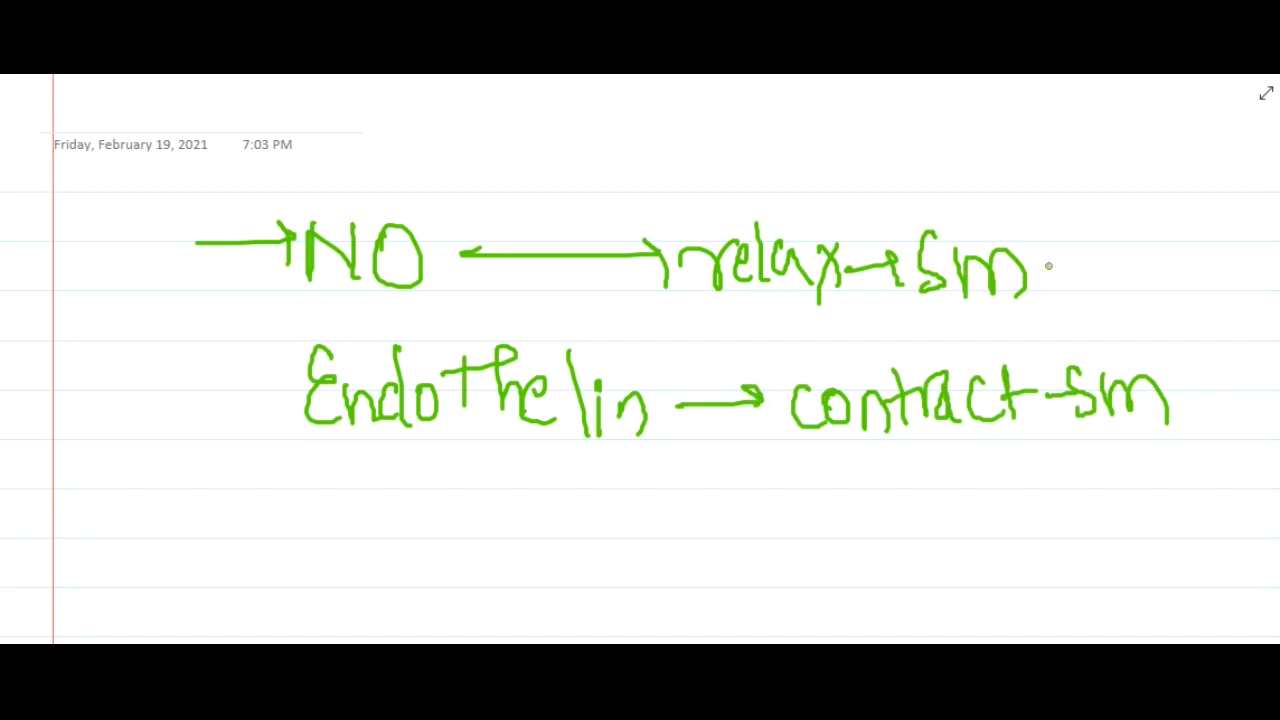 Friday, February 19, 2021 7:03 PM
→ NO → relax → sm
Endothelin → contract - sm